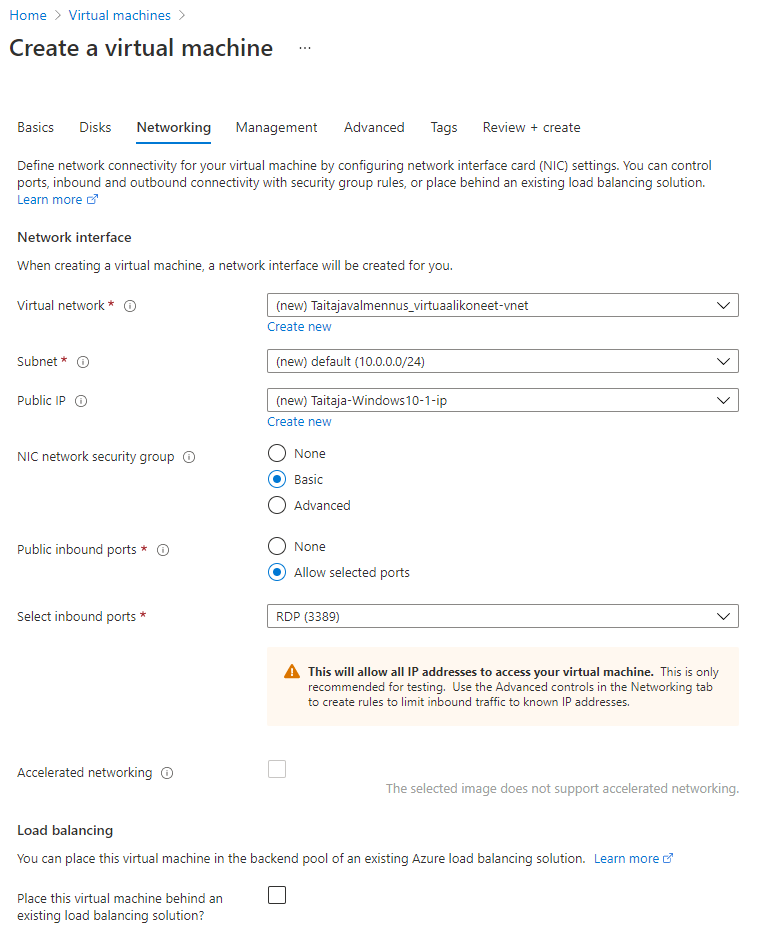 Home > Virtual machines >
Create a virtual machine ...
Basics Disks Networking Management Advanced Tags Review + create
Define network connectivity for your virtual machine by configuring network interface card (NIC) settings. You can control
ports, inbound and outbound connectivity with security group rules, or place behind an existing load balancing solution.
Learn more
Network interface
When creating a virtual machine, a network interface will be created for you.
Virtual network *
(new) Taitajavalmennus_virtuaalikoneet-vnet
Create new
Subnet *
(new) default (10.0.0.0/24)
Public IP
(new) Taitaja-Windows10-1-ip
Create new
NIC network security group
None
Basic
Advanced
Public inbound ports *
None
Allow selected ports
Select inbound ports *
RDP (3389)
This will allow all IP addresses to access your virtual machine. This is only
recommended for testing. Use the Advanced controls in the Networking tab
to create rules to limit inbound traffic to known IP addresses.
Accelerated networking
The selected image does not support accelerated networking.
Load balancing
You can place this virtual machine in the backend pool of an existing Azure load balancing solution. Learn more
Place this virtual machine behind an
existing load balancing solution?